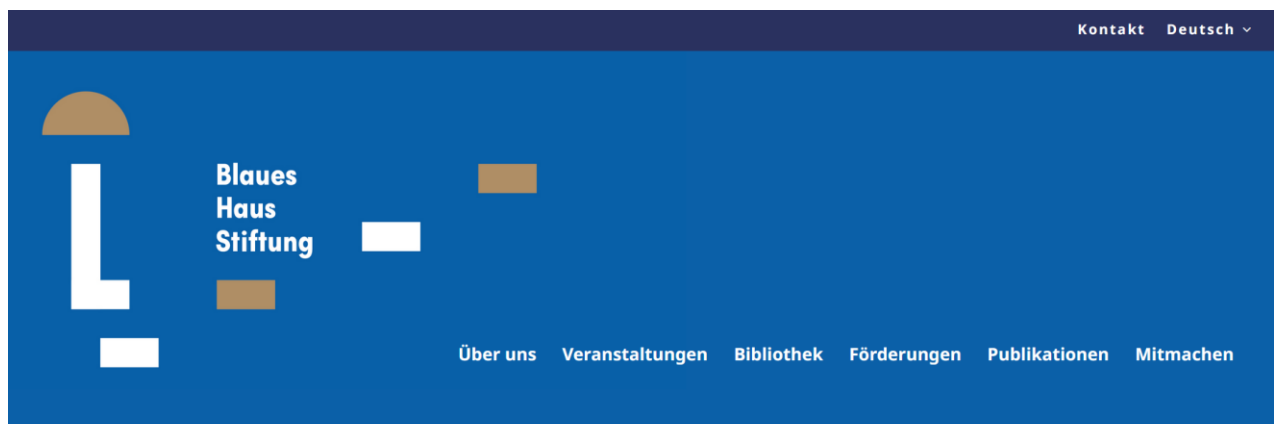 Kontakt Deutsch
Blaues
Haus
Stiftung
Über uns Veranstaltungen Bibliothek Förderungen Publikationen Mitmachen